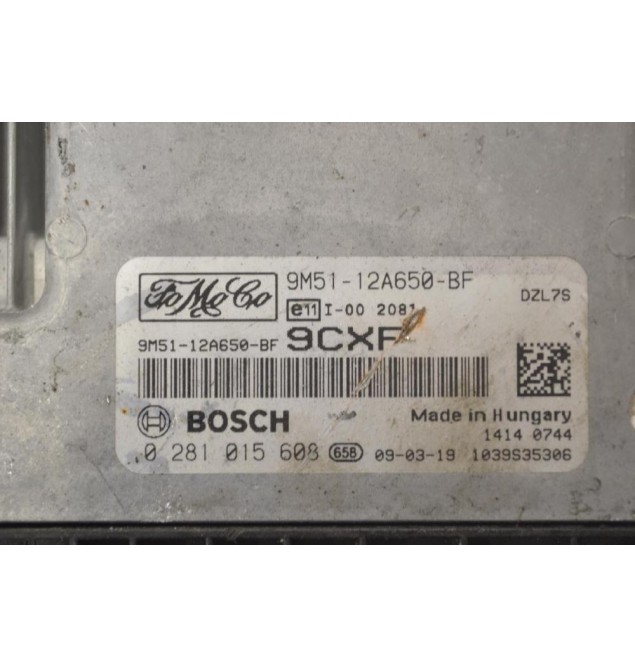 FoMoCo 9M51-12A650-BF
e11 I-00 2081 DZL7S
9M51-12A650-BF 9CXF
BOSCH Made in Hungary
1414 0744
0 281 015 608 658 09-03-19 1039S35306